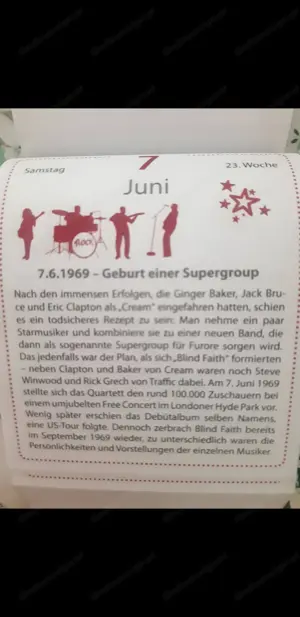 Samstag
7
23. Woche
Juni
7.6.1969 – Geburt einer Supergroup
Nach den immensen Erfolgen, die Ginger Baker, Jack Bru-
ce und Eric Clapton als „Cream“ eingefahren hatten, schien
es ein todsicheres Rezept zu sein: Man nehme ein paar
Starmusiker und kombiniere sie zu einer neuen Band, die
dann als sogenannte Supergroup für Furore sorgen wird.
Das jedenfalls war der Plan, als sich „Blind Faith“ formierten
– neben Clapton und Baker von Cream waren noch Steve
Winwood und Rick Grech von Traffic dabei. Am 7. Juni 1969
stellte sich das Quartett den rund 100.000 Zuschauern bei
einem umjubelten Free Concert im Londoner Hyde Park vor.
Wenig später erschien das Debütalbum selben Namens,
eine US-Tour folgte. Dennoch zerbrach Blind Faith bereits
im September 1969 wieder, zu unterschiedlich waren die
Persönlichkeiten und Vorstellungen der einzelnen Musiker.